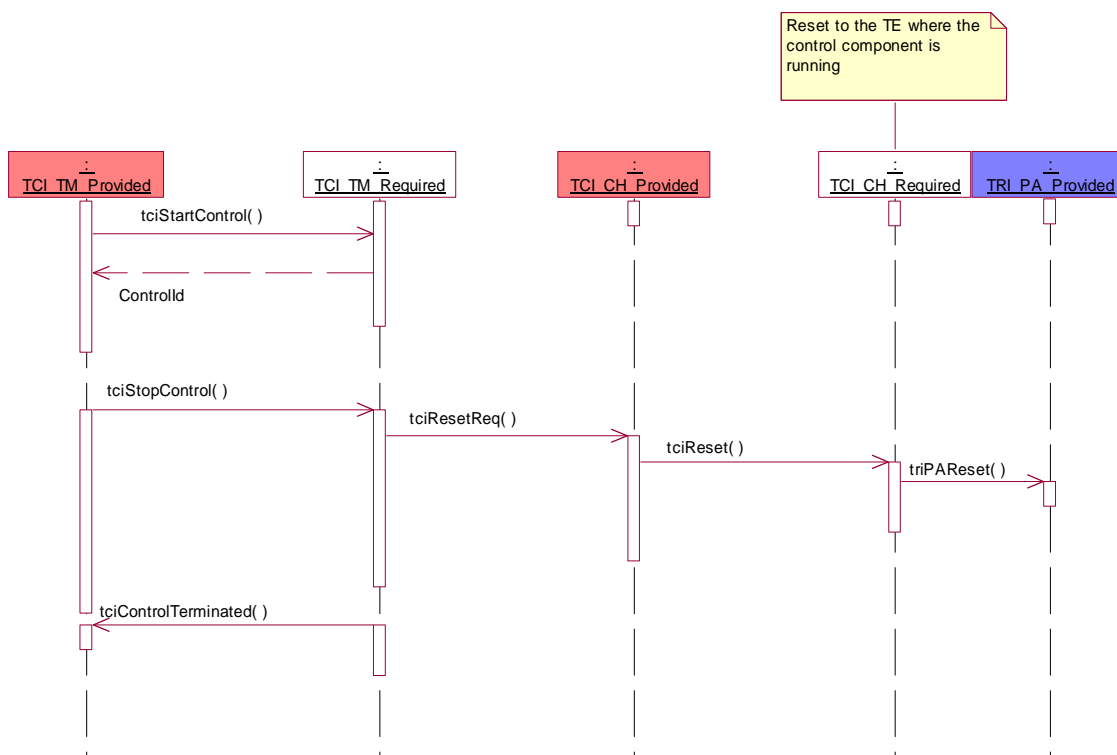 Reset to the TE where the
control component is
running
:
TCI_TM_Provided
:
TCI_TM_Required
:
TCI_CH_Provided
:
TCI_CH_Required
:
TRI_PA_Provided
tciStartControl( )
ControlId
tciStopControl( )
tciResetReq( )
tciReset( )
triPAReset( )
tciControlTerminated( )